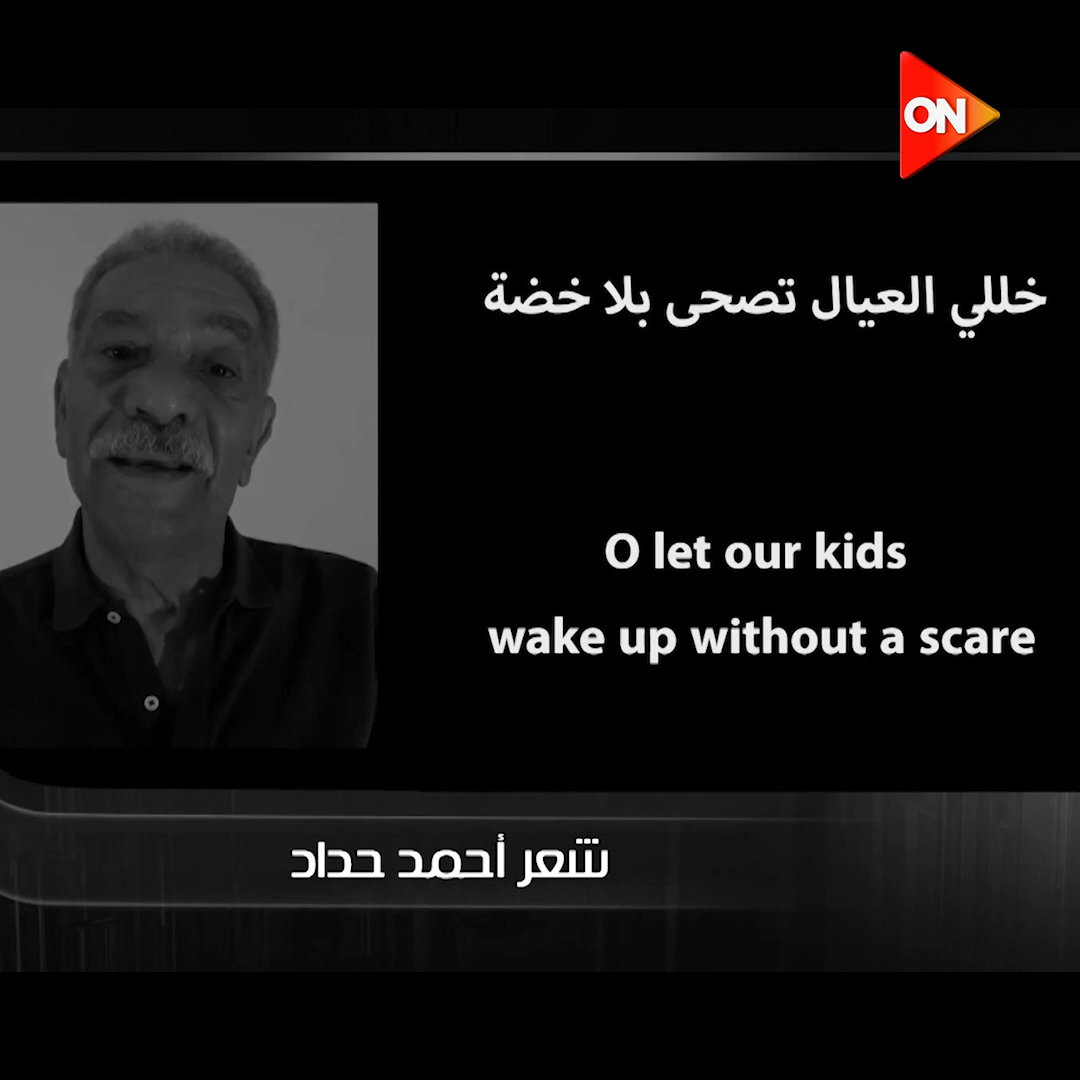 ON
خللي العيال تصحى بلا خضة
O let our kids
wake up without a scare
شعر أحمد حداد